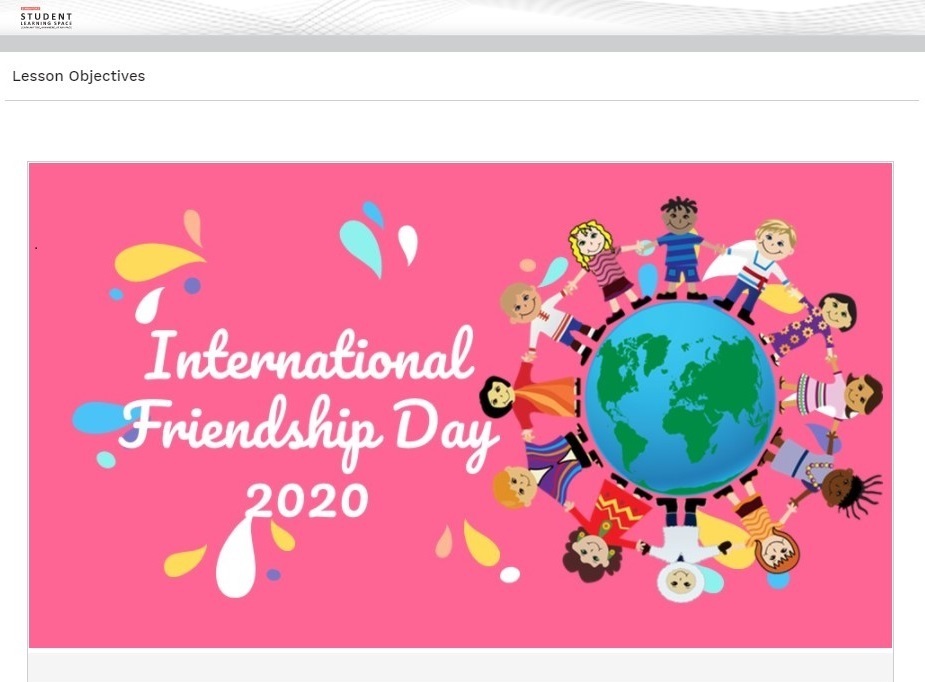 STUDENT
LEARNING SPACE
Lesson Objectives
International
Friendship Day
2020